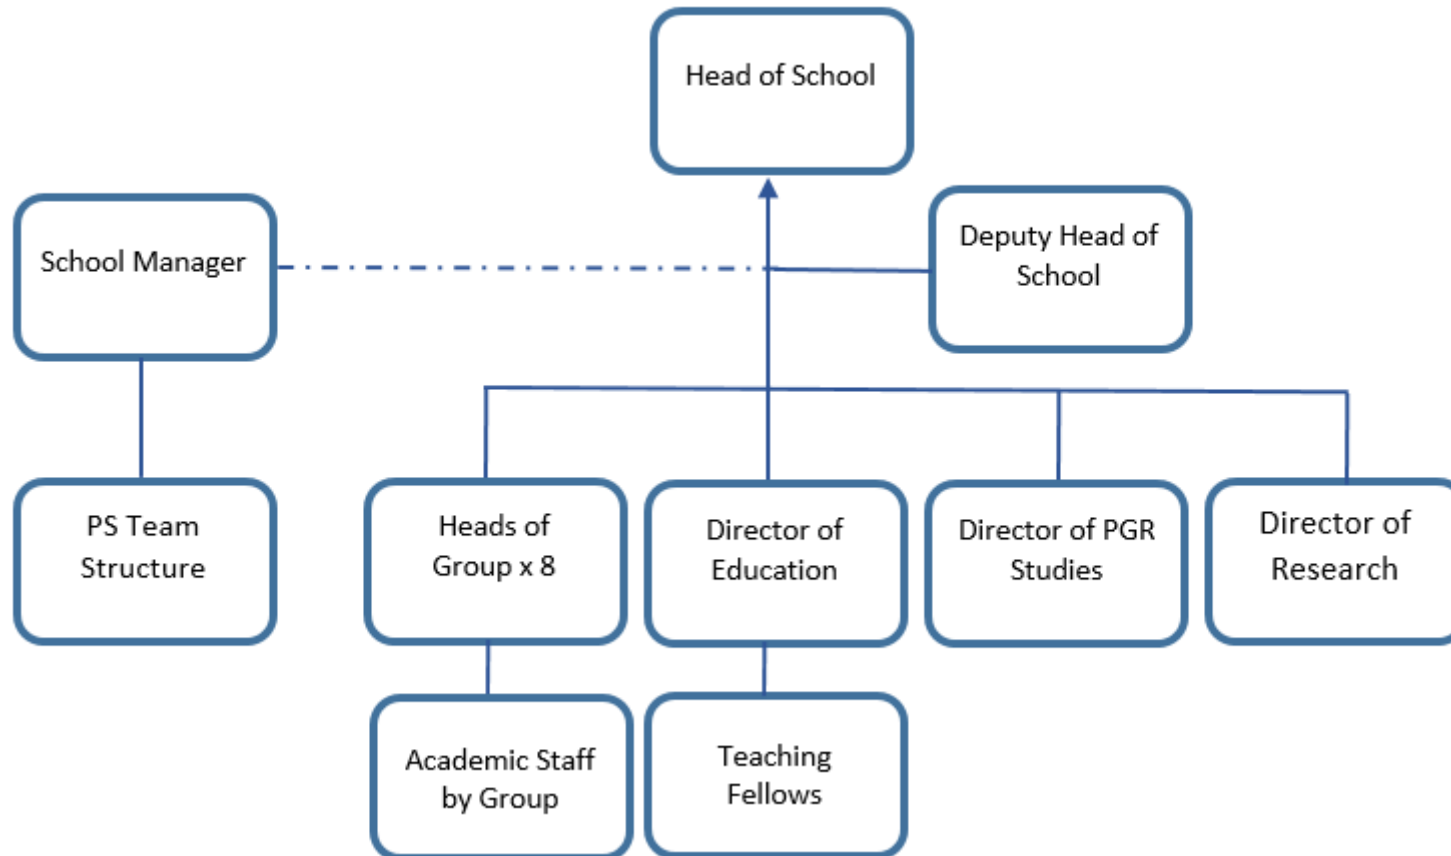 Head of School
School Manager
Deputy Head of
School
PS Team
Structure
Heads of
Group x 8
Director of
Education
Director of PGR
Studies
Director of
Research
Academic Staff
by Group
Teaching
Fellows